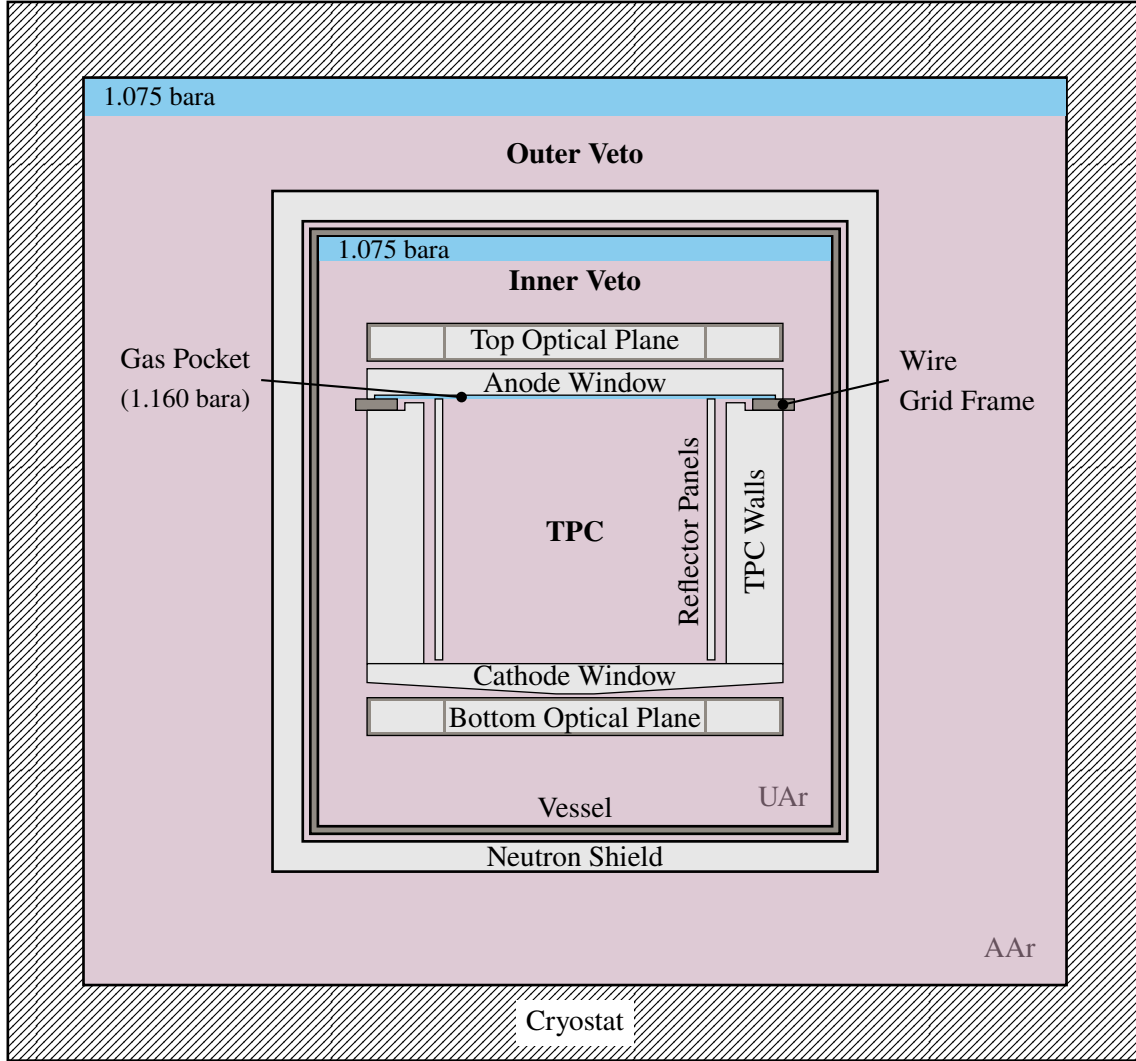 1.075 bara
Outer Veto
1.075 bara
Inner Veto
Top Optical Plane
Gas Pocket
(1.160 bara)
Anode Window
Wire
Grid Frame
Reflector Panels
TPC Walls
TPC
Cathode Window
Bottom Optical Plane
UAr
Vessel
Neutron Shield
AAr
Cryostat